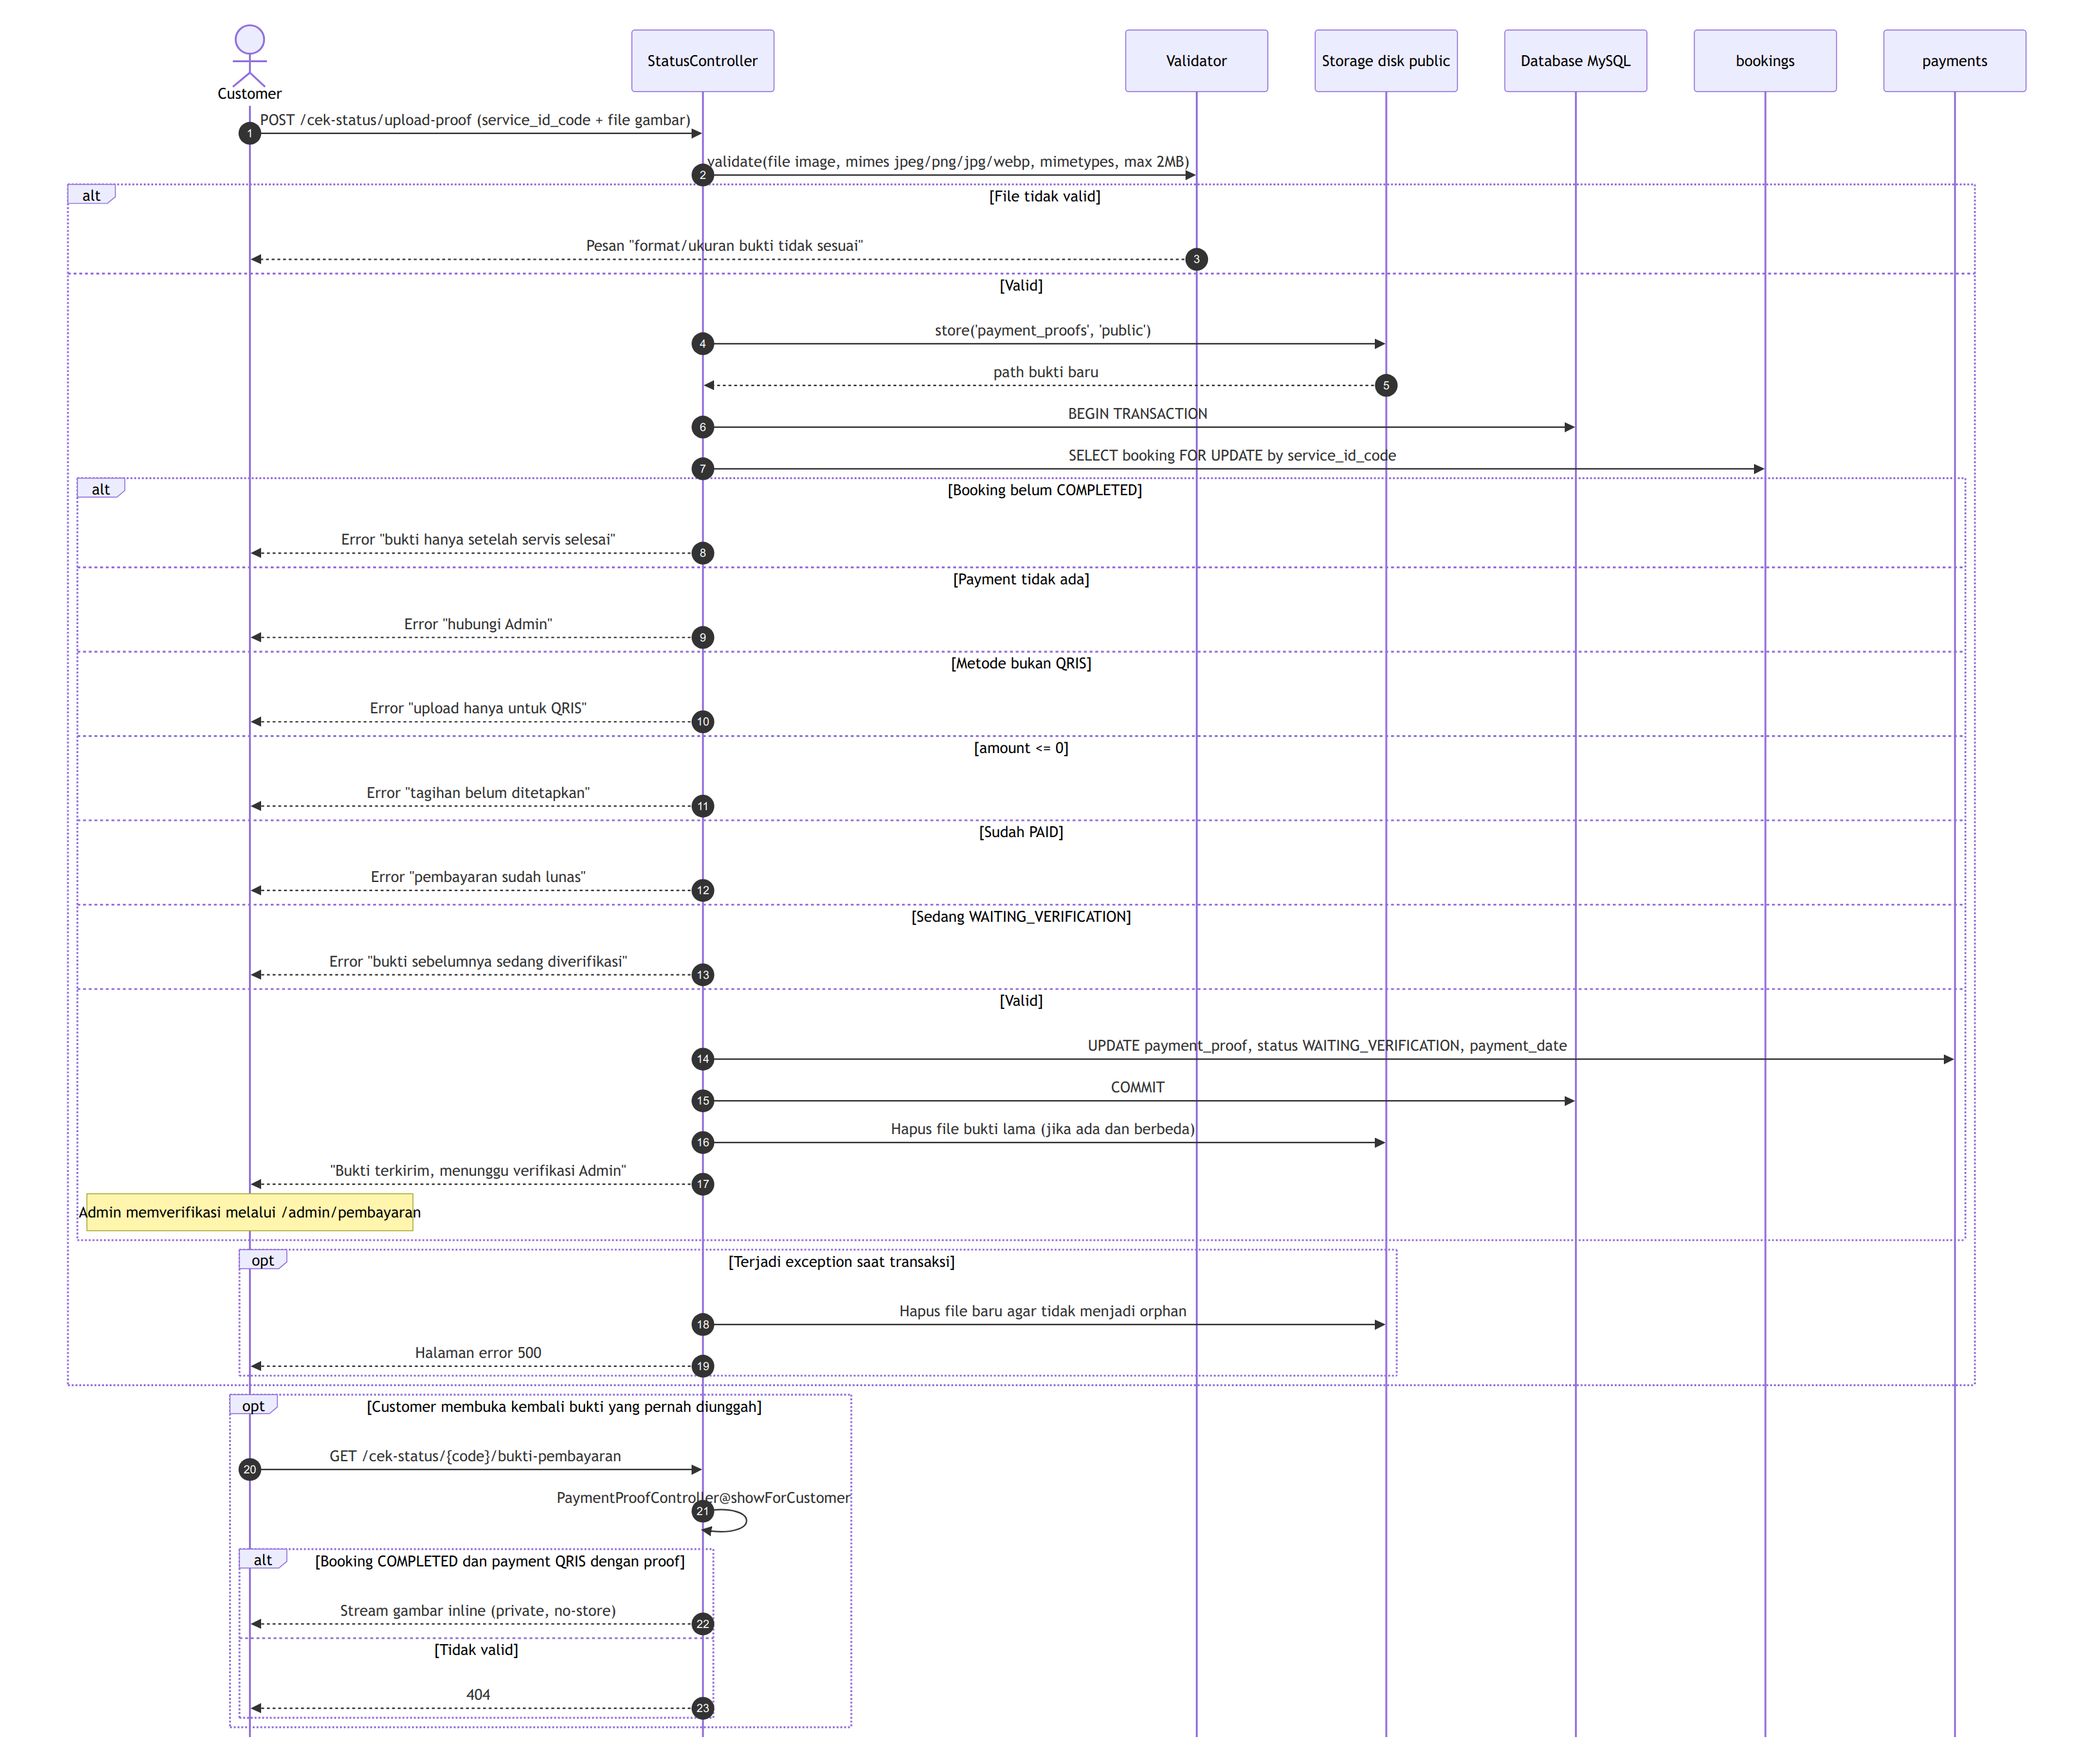 Customer
StatusController
Validator
Storage disk public
Database MySQL
bookings
payments
1
POST /cek-status/upload-proof (service_id_code + file gambar)
2
validate(file image, mimes jpeg/png/jpg/webp, mimetypes, max 2MB)
alt
[File tidak valid]
3
Pesan "format/ukuran bukti tidak sesuai"
[Valid]
4
store('payment_proofs', 'public')
5
path bukti baru
6
BEGIN TRANSACTION
7
SELECT booking FOR UPDATE by service_id_code
alt
[Booking belum COMPLETED]
8
Error "bukti hanya setelah servis selesai"
[Payment tidak ada]
9
Error "hubungi Admin"
[Metode bukan QRIS]
10
Error "upload hanya untuk QRIS"
[amount <= 0]
11
Error "tagihan belum ditetapkan"
[Sudah PAID]
12
Error "pembayaran sudah lunas"
[Sedang WAITING_VERIFICATION]
13
Error "bukti sebelumnya sedang diverifikasi"
[Valid]
14
UPDATE payment_proof, status WAITING_VERIFICATION, payment_date
15
COMMIT
16
Hapus file bukti lama (jika ada dan berbeda)
17
"Bukti terkirim, menunggu verifikasi Admin"
Admin memverifikasi melalui /admin/pembayaran
opt
[Terjadi exception saat transaksi]
18
Hapus file baru agar tidak menjadi orphan
19
Halaman error 500
opt
[Customer membuka kembali bukti yang pernah diunggah]
20
GET /cek-status/{code}/bukti-pembayaran
21
PaymentProofController@showForCustomer
alt
[Booking COMPLETED dan payment QRIS dengan proof]
22
Stream gambar inline (private, no-store)
[Tidak valid]
23
404